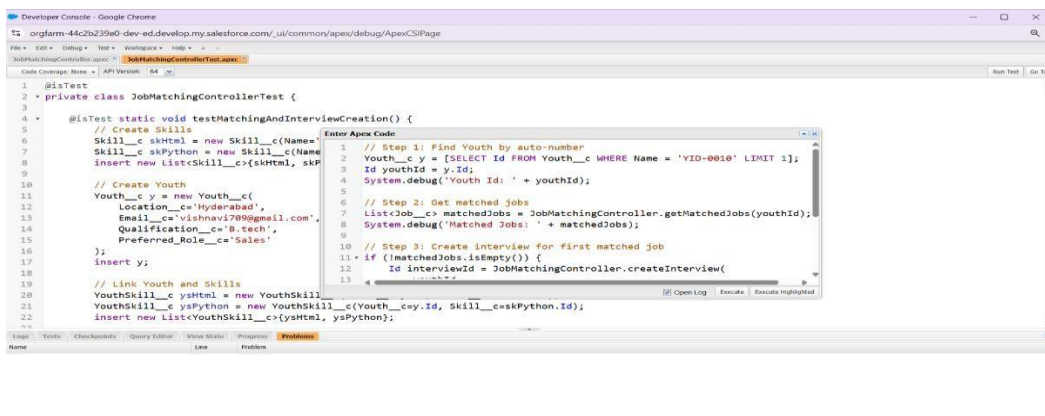 Developer Console - Google Chrome
orgfarm-44c2b239e0-dev-ed.develop.my.salesforce.com/_ui/common/apex/debug/ApexCSIPage
File Edit Debug Test Workspace Help < >
JobMatchingController.apxc JobMatchingControllerTest.apxc
Code Coverage: None API Version: 64 Run Test Go T
1 @isTest
2 private class JobMatchingControllerTest {
3
4 @isTest static void testMatchingAndInterviewCreation() {
5 // Create Skills
6 Skill__c skHtml = new Skill__c(Name='
7 Skill__c skPython = new Skill__c(Name
8 insert new List<Skill__c>{skHtml, skP
9
10 // Create Youth
11 Youth__c y = new Youth__c(
12 Location__c='Hyderabad',
13 Email__c='vishnavi709@gmail.com',
14 Qualification__c='B.tech',
15 Preferred_Role__c='Sales'
16 );
17 insert y;
18
19 // Link Youth and Skills
20 YouthSkill__c ysHtml = new YouthSkill
21 YouthSkill__c ysPython = new YouthSkill__c(Youth__c=y.Id, Skill__c=skPython.Id);
22 insert new List<YouthSkill__c>{ysHtml, ysPython};
Enter Apex Code
1 // Step 1: Find Youth by auto-number
2 Youth__c y = [SELECT Id FROM Youth__c WHERE Name = 'YID-0010' LIMIT 1];
3 Id youthId = y.Id;
4 System.debug('Youth Id: ' + youthId);
5
6 // Step 2: Get matched jobs
7 List<Job__c> matchedJobs = JobMatchingController.getMatchedJobs(youthId);
8 System.debug('Matched Jobs: ' + matchedJobs);
9
10 // Step 3: Create interview for first matched job
11 if (!matchedJobs.isEmpty()) {
12 Id interviewId = JobMatchingController.createInterview(
13
Open Log Execute Execute Highlighted
Logs Tests Checkpoints Query Editor View State Progress Problems
Name Line Problem